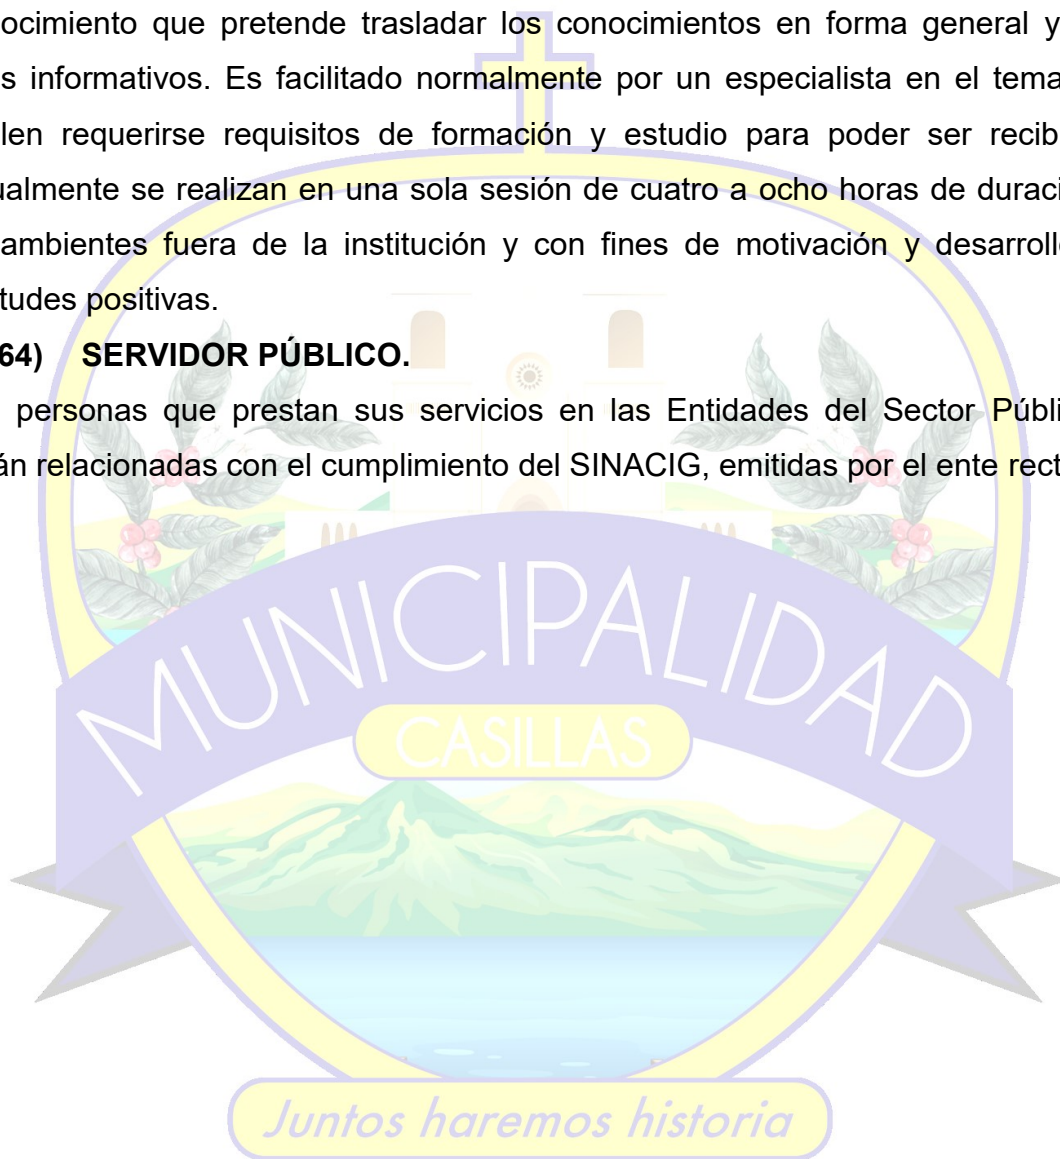 ocimiento que pretende trasladar los conocimientos en forma general y
s informativos. Es facilitado normalmente por un especialista en el tema
len requerirse requisitos de formación y estudio para poder ser recib
ualmente se realizan en una sola sesión de cuatro a ocho horas de duraci
ambientes fuera de la institución y con fines de motivación y desarroll
tudes positivas.
64) SERVIDOR PÚBLICO.
personas que prestan sus servicios en las Entidades del Sector Públi
án relacionadas con el cumplimiento del SINACIG, emitidas por el ente rect
MUNICIPALIDAD
CASILLAS
Juntos haremos historia